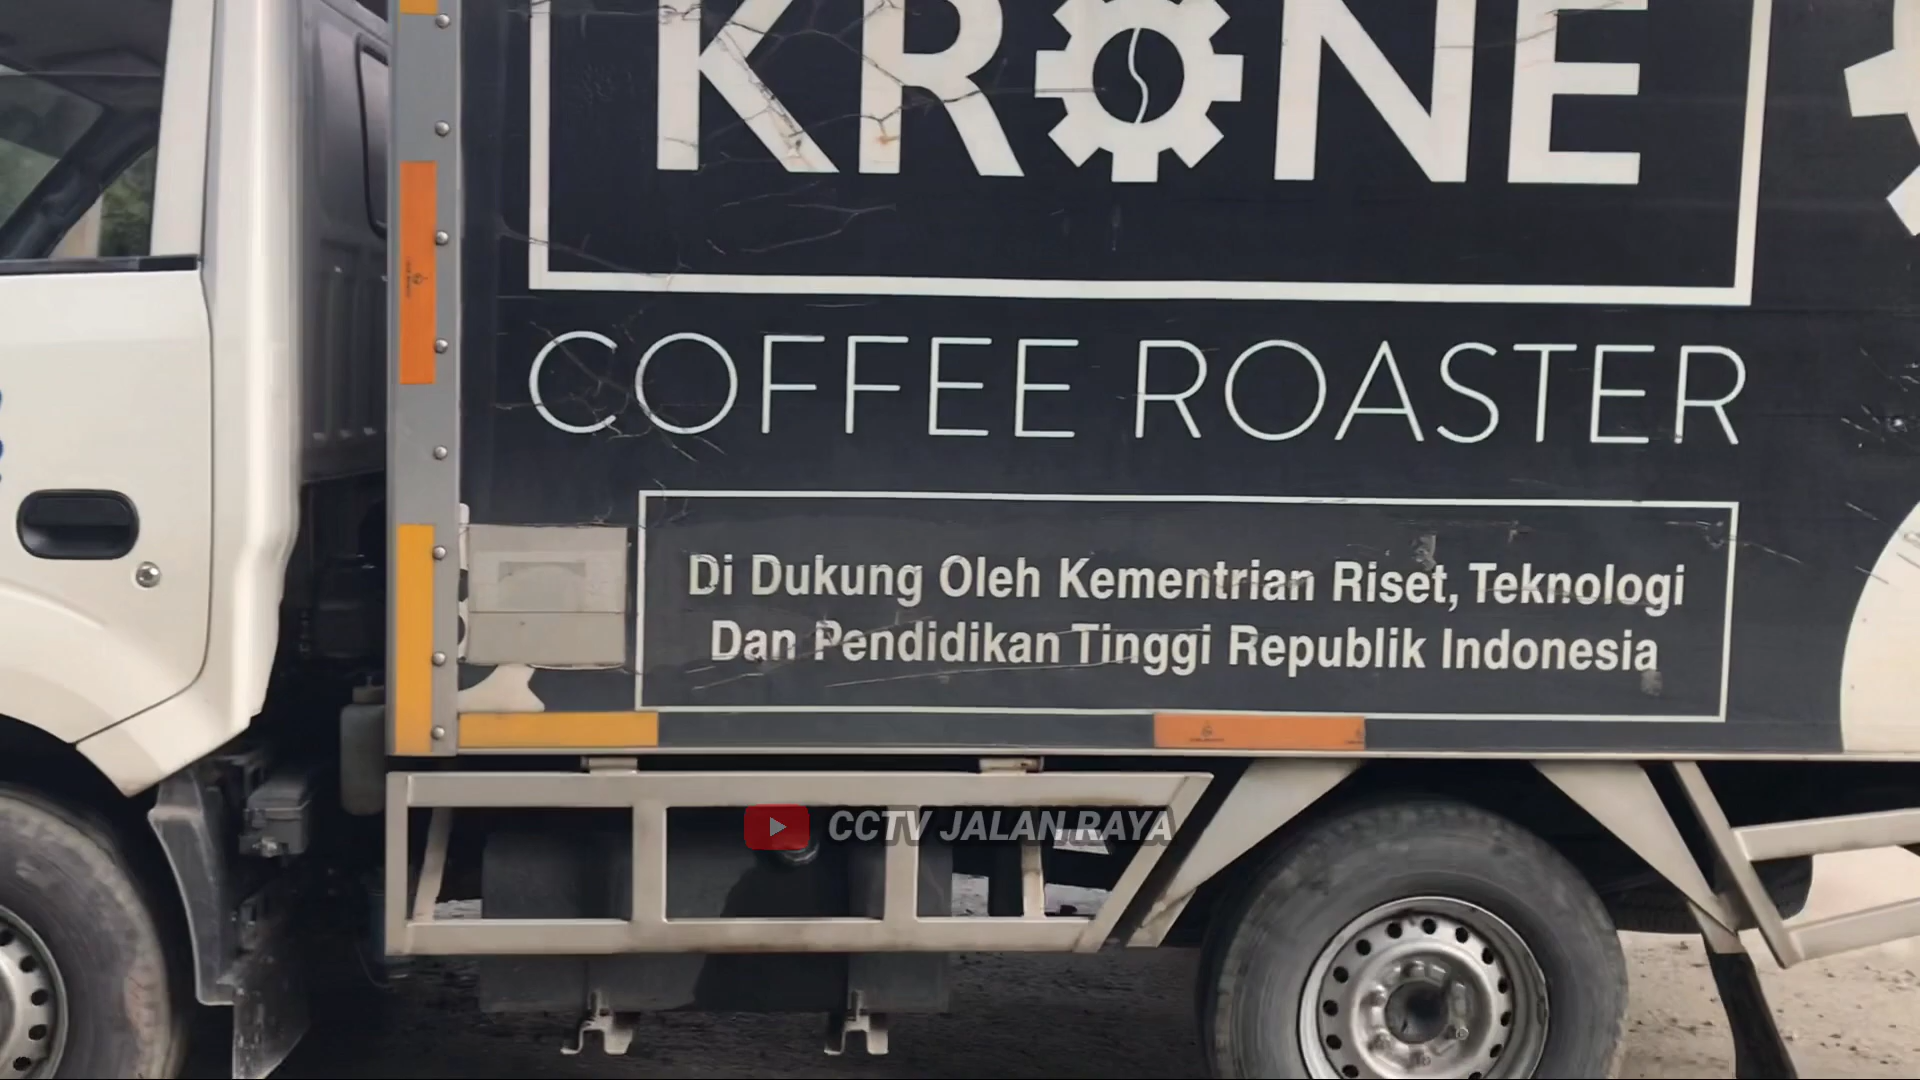 KRONE
COFFEE ROASTER
Di Dukung Oleh Kementrian Riset, Teknologi
Dan Pendidikan Tinggi Republik Indonesia
CCTV JALAN RAYA